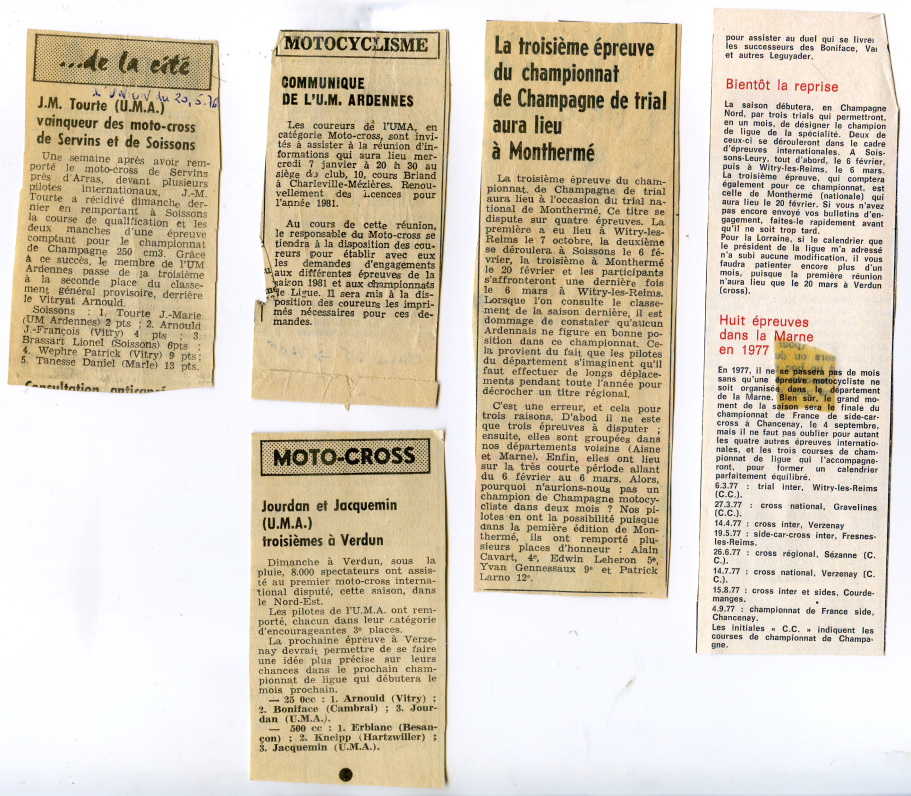 ...de la cité
L'UNION du 20.5.76
J.M. Tourte (U.M.A.)
vainqueur des moto-cross
de Servins et de Soissons
Une semaine après avoir rem-
porté le moto-cross de Servins
près d'Arras, devant plusieurs
pilotes internationaux, J.-M.
Tourte a récidivé dimanche der-
nier en remportant à Soissons
la course de qualification et les
deux manches d'une épreuve
comptant pour le championnat
de Champagne 250 cm3. Grâce
à ce succès, le membre de l'UM
Ardennes passe de la troisième
à la seconde place du classe-
ment général provisoire, derrière
le Vitryat Arnould.
Soissons : 1. Tourte J.-Marie
(UM Ardennes) 2 pts ; 2. Arnould
J.-François (Vitry) 4 pts ; 3.
Brassart Lionel (Soissons) 6pts ;
4. Wephre Patrick (Vitry) 9 pts ;
5. Tanesse Daniel (Marle) 13 pts.
Consultation anticancé
MOTOCYCLISME
COMMUNIQUE
DE L'U.M. ARDENNES
Les coureurs de l'UMA, en
catégorie Moto-cross, sont invi-
tés à assister à la réunion d'in-
formations qui aura lieu mer-
credi 7 janvier à 20 h 30 au
siège du club, 10, cours Briand
à Charleville-Mézières. Renou-
vellement des Licences pour
l'année 1981.
Au cours de cette réunion,
le responsable du Moto-cross se
tiendra à la disposition des cou-
reurs pour établir avec eux
les demandes d'engagements
aux différentes épreuves de la
saison 1981 et aux championnats
de Ligue. Il sera mis à la dis-
position des coureurs les impri-
més nécessaires pour ces de-
mandes.
MOTO-CROSS
Jourdan et Jacquemin
(U.M.A.)
troisièmes à Verdun
Dimanche à Verdun, sous la
pluie, 8.000 spectateurs ont assis-
té au premier moto-cross interna-
tional disputé, cette saison, dans
le Nord-Est.
Les pilotes de l'U.M.A. ont rem-
porté, chacun dans leur catégorie
d'encourageantes 3e places.
La prochaine épreuve à Verze-
nay devrait permettre de se faire
une idée plus précise sur leurs
chances dans le prochain cham-
pionnat de ligue qui débutera le
mois prochain.
— 25 0cc : 1. Arnould (Vitry) ;
2. Boniface (Cambrai) ; 3. Jour-
dan (U.M.A.).
— 500 cc : 1. Erblanc (Besan-
çon) ; 2. Kneipp (Hartzwiller) ;
3. Jacquemin (U.M.A.).
La troisième épreuve
du championnat
de Champagne de trial
aura lieu
à Monthermé
La troisième épreuve du cham-
pionnat de Champagne de trial
aura lieu à l'occasion du trial na-
tional de Monthermé. Ce titre se
dispute sur quatre épreuves. La
première a eu lieu à Witry-les-
Reims le 7 octobre, la deuxième
se déroulera à Soissons le 6 fé-
vrier, la troisième à Monthermé
le 20 février et les participants
s'affronteront une dernière fois
le 6 mars à Witry-les-Reims.
Lorsque l'on consulte le classe-
ment de la saison dernière, il est
dommage de constater qu'aucun
Ardennais ne figure en bonne po-
sition dans ce championnat. Ce-
la provient du fait que les pilotes
du département s'imaginent qu'il
faut effectuer de longs déplace-
ments pendant toute l'année pour
décrocher un titre régional.
C'est une erreur, et cela pour
trois raisons. D'abod il ne este
que trois épreuves à disputer ;
ensuite, elles sont groupées dans
nos départements voisins (Aisne
et Marne). Enfin, elles ont lieu
sur la très courte période allant
du 6 février au 6 mars. Alors,
pourquoi n'aurions-nous pas un
champion de Champagne motocy-
cliste dans deux mois ? Nos pi-
lotes en ont la possibilité puisque
dans la pemière édition de Mon-
thermé, ils ont remporté plu-
sieurs places d'honneur : Alain
Cavart, 4e, Edwin Leheron 5e,
Yvan Gennessaux 9e et Patrick
Larno 12e.
pour assister au duel qui se livrer
les successeurs des Boniface, Vai
et autres Leguyader.
Bientôt la reprise
La saison débutera, en Champagne
Nord, par trois trials qui permettront,
en un mois, de désigner le champion
de ligue de la spécialité. Deux de
ceux-ci se dérouleront dans le cadre
d'épreuves internationales. A Sois-
sons-Leury, tout d'abord, le 6 février,
puis à Witry-les-Reims, le 6 mars.
La troisième épreuve, qui comptera
également pour ce championnat, est
celle de Monthermé (nationale) qui
aura lieu le 20 février. Si vous n'avez
pas encore envoyé vos bulletins d'en-
gagement, faites-le rapidement avant
qu'il ne soit trop tard.
Pour la Lorraine, si le calendrier que
le président de la ligue m'a adressé
n'a subi aucune modification, il vous
faudra patienter encore plus d'un
mois, puisque la première réunion
n'aura lieu que le 20 mars à Verdun
(cross).
Huit épreuves
dans la Marne
en 1977
En 1977, il ne se passera pas de mois
sans qu'une épreuve motocycliste ne
soit organisée dans le département
de la Marne. Bien sûr, le grand mo-
ment de la saison sera le finale du
championnat de France de side-car-
cross à Chancenay, le 4 septembre,
mais il ne faut pas oublier pour autant
les quatre autres épreuves internatio-
nales, et les trois courses de cham-
pionnat de ligue qui l'accompagne-
ront, pour former un calendrier
parfaitement équilibré.
6.3.77 : trial inter, Witry-les-Reims
(C.C.).
27.3.77 : cross national, Gravelines
(C.C.).
14.4.77 : cross inter, Verzenay
19.5.77 : side-car-cross inter, Fresnes-
les-Reims.
26.6.77 : cross régional, Sézanne (C.
C.).
14.7.77 : cross national, Verzenay (C.
C.).
15.8.77 : cross inter et sides, Courde-
manges.
4.9.77 : championnat de France side,
Chancenay.
Les initiales « C.C. » indiquent les
courses de championnat de Champa-
gne.